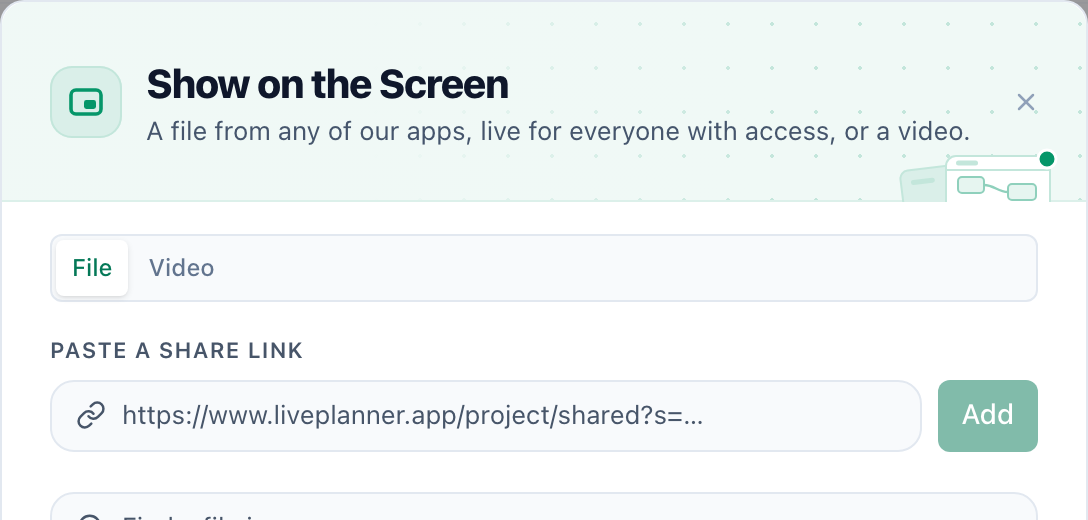 Show on the Screen
A file from any of our apps, live for everyone with access, or a video.
File
Video
PASTE A SHARE LINK
https://www.liveplanner.app/project/shared?s=...
Add